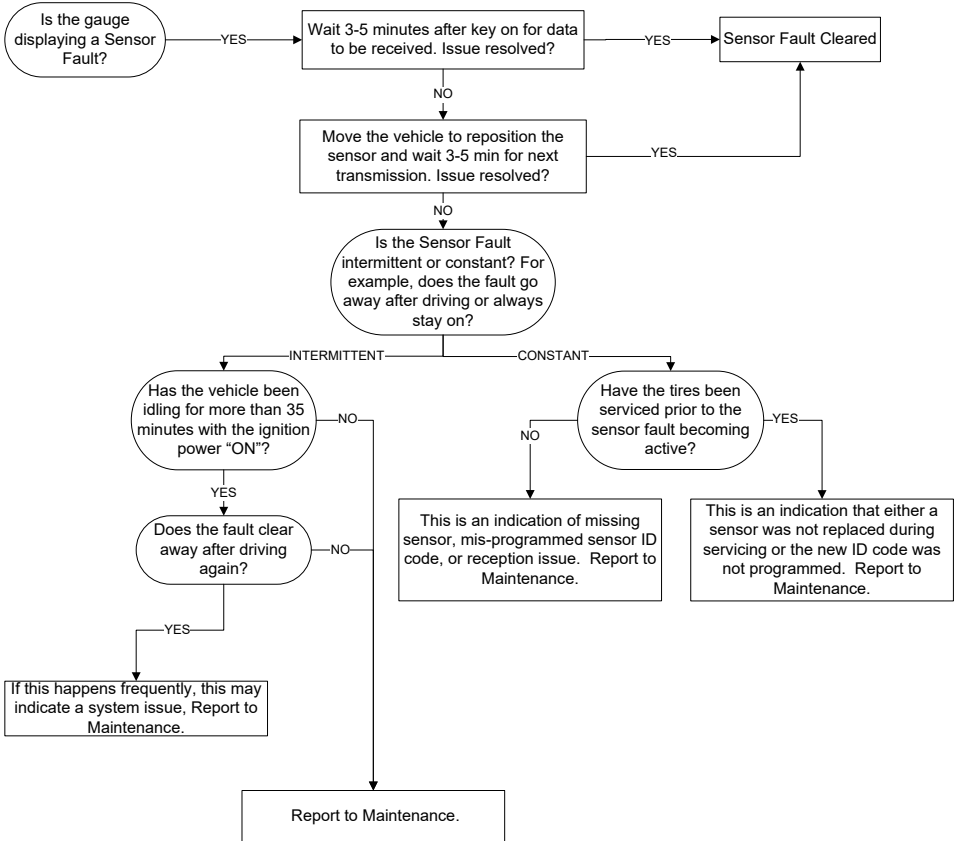 Is the gauge
displaying a Sensor
Fault?
YES
Wait 3-5 minutes after key on for data
to be received. Issue resolved?
YES
Sensor Fault Cleared
NO
Move the vehicle to reposition the
sensor and wait 3-5 min for next
transmission. Issue resolved?
YES
NO
Is the Sensor Fault
intermittent or constant? For
example, does the fault go
away after driving or always
stay on?
INTERMITTENT
CONSTANT
Has the vehicle been
idling for more than 35
minutes with the ignition
power “ON”?
NO
YES
Does the fault clear
away after driving
again?
NO
YES
If this happens frequently, this may
indicate a system issue, Report to
Maintenance.
Report to Maintenance.
Have the tires been
serviced prior to the
sensor fault becoming
active?
NO
YES
This is an indication of missing
sensor, mis-programmed sensor ID
code, or reception issue.  Report to
Maintenance.
This is an indication that either a
sensor was not replaced during
servicing or the new ID code was
not programmed.  Report to
Maintenance.